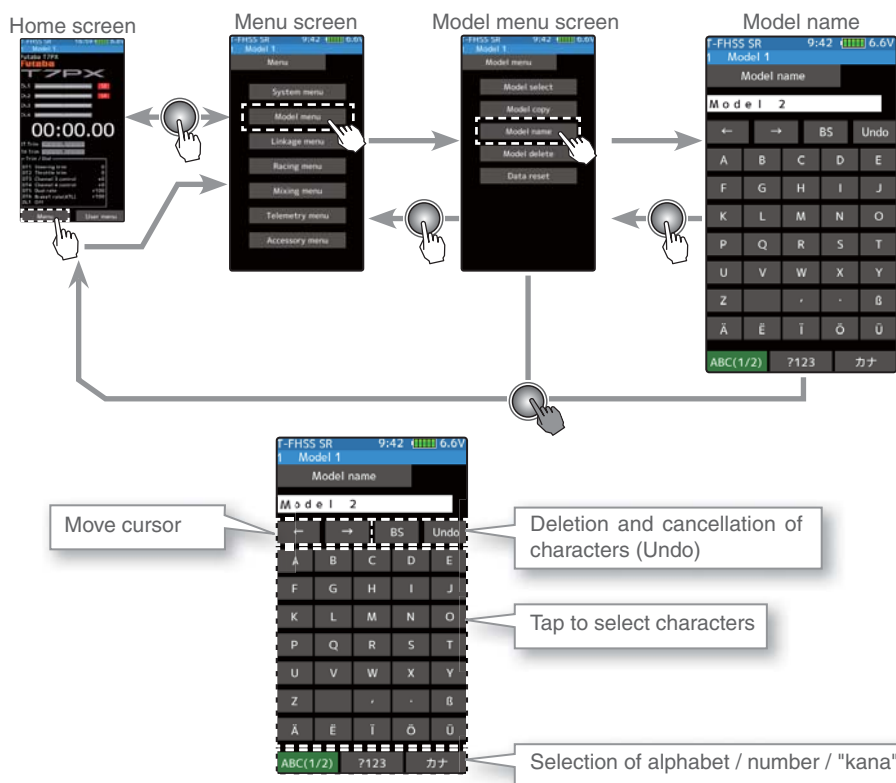 Home screen
Menu screen
Model menu screen
Model name
T7PX
00:00.00
Menu
User menu
T-FHSS SR 9:42 6.6V
1 Model 1
Menu
System menu
Model menu
Linkage menu
Racing menu
Mixing menu
Telemetry menu
Accessory menu
T-FHSS SR 9:42 6.6V
1 Model 1
Model menu
Model select
Model copy
Model name
Model delete
Data reset
T-FHSS SR 9:42 6.6V
1 Model 1
Model name
Model 2
← → BS Undo
A B C D E
F G H I J
K L M N O
P Q R S T
U V W X Y
Z ß
Ä Ë Ï Ö Ü
ABC(1/2) ?123 カナ
T-FHSS SR 9:42 6.6V
1 Model 1
Model name
Model 2
← → BS Undo
A B C D E
F G H I J
K L M N O
P Q R S T
U V W X Y
Z ß
Ä Ë Ï Ö Ü
ABC(1/2) ?123 カナ
Move cursor
Deletion and cancellation of
characters (Undo)
Tap to select characters
Selection of alphabet / number / "kana"